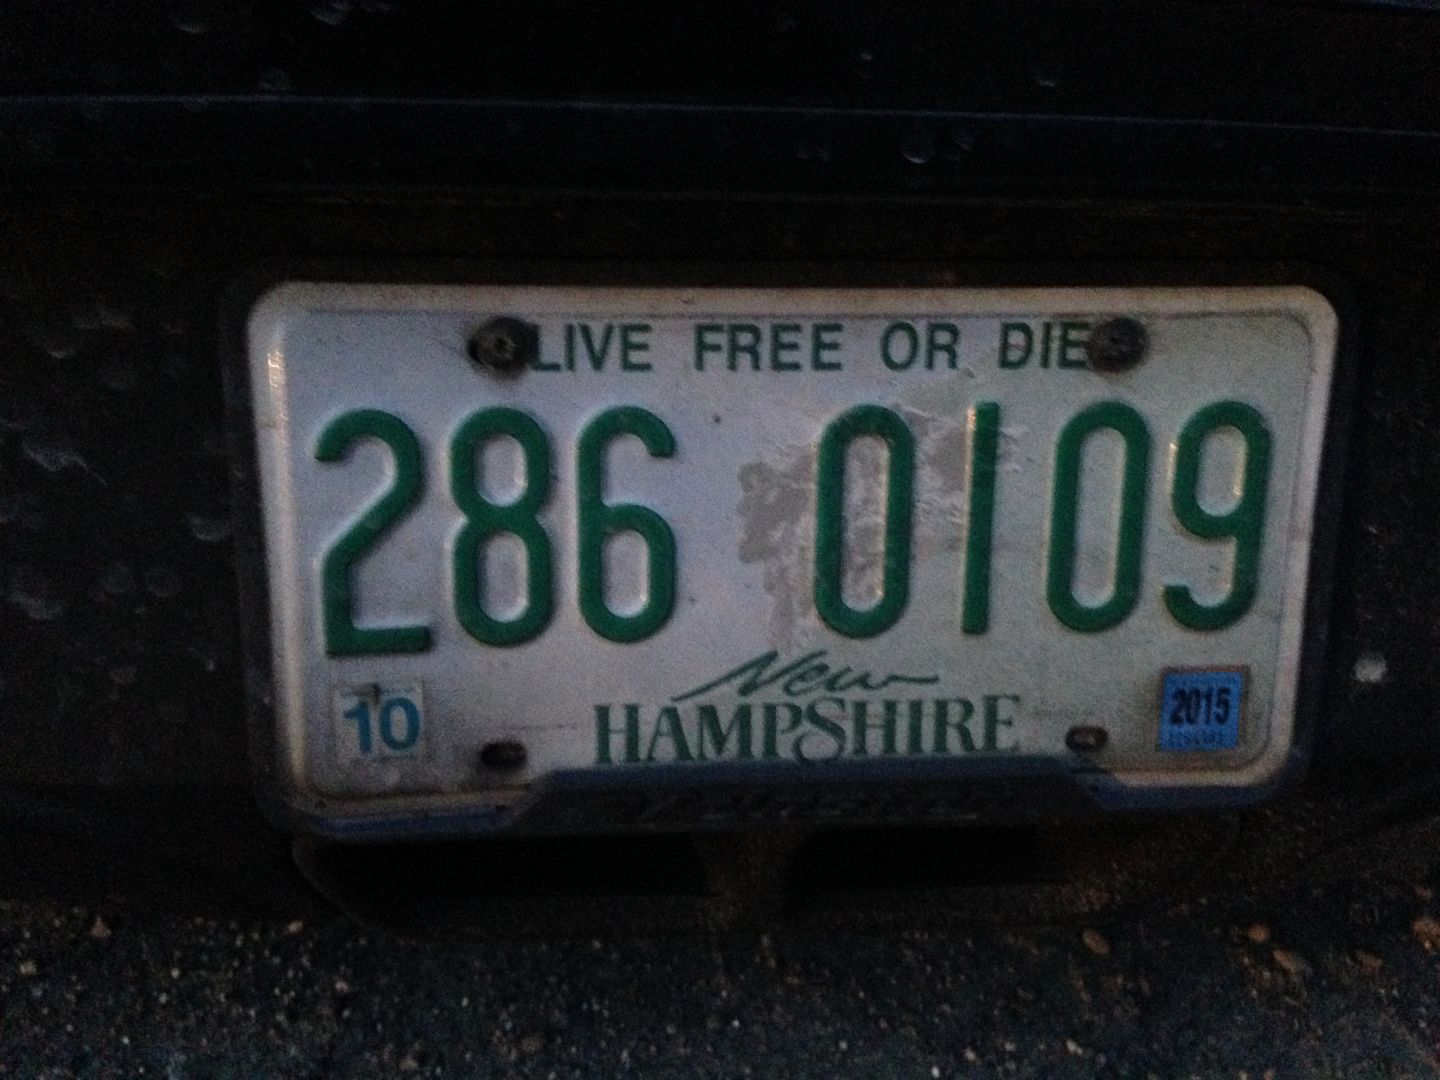 LIVE FREE OR DIE
286 0109
New
HAMPSHIRE
10
2015